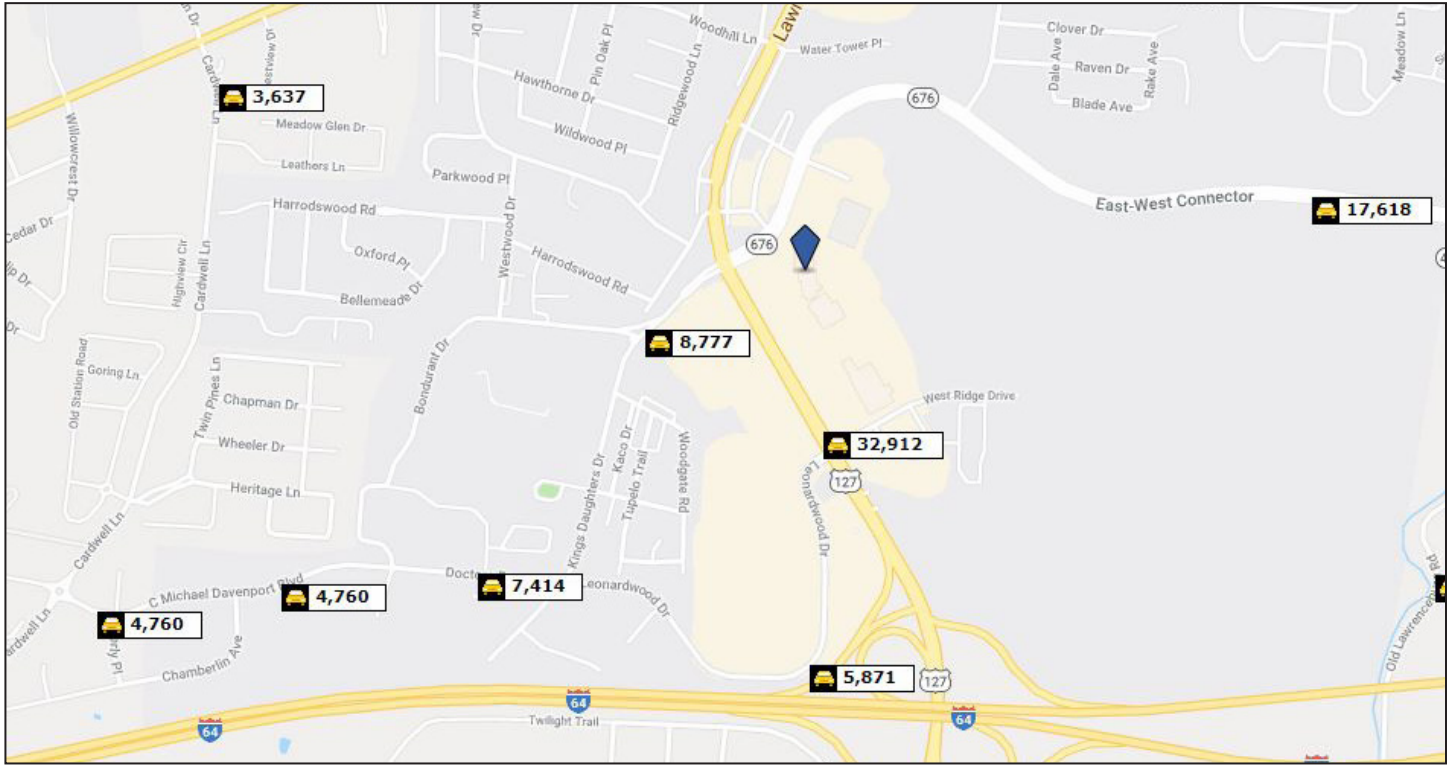 Woodhill Ln
Lawr
Water Tower Pl
Clover Dr
Dale Ave
Raven Dr
Rake Ave
Blade Ave
Meadow Ln
Cardwell Ln
3,637
Meadow Glen Dr
Leathers Ln
Hawthorne Dr
Pin Oak Pl
Ridgewood Ln
Wildwood Pl
676
Willowcrest Dr
Parkwood Pl
Harrodswood Rd
East-West Connector
17,618
Cedar Dr
Highview Cir
Cardwell Ln
Oxford Pl
Westwood Dr
Harrodswood Rd
676
Bellemeade Dr
8,777
Old Station Road
Goring Ln
Twin Pines Ln
Chapman Dr
Bondurant Dr
West Ridge Drive
Wheeler Dr
Kaco Dr
Tupelo Trail
Woodgate Rd
32,912
127
Heritage Ln
Kings Daughters Dr
Leonardwood Dr
Cardwell Ln
C Michael Davenport Blvd
4,760
7,414
Leonardwood Dr
4,760
Chamberlin Ave
5,871
127
64
64
64
Twilight Trail